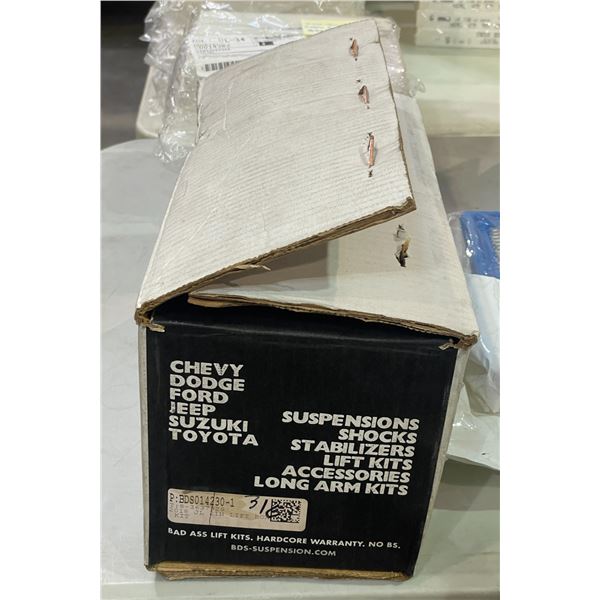 CHEVY
DODGE
FORD
JEEP
SUZUKI
TOYOTA
SUSPENSIONS
SHOCKS
STABILIZERS
LIFT KITS
ACCESSORIES
LONG ARM KITS
P:BDS014230-1
31
BAD ASS LIFT KITS. HARDCORE WARRANTY. NO BS.
BDS-SUSPENSION.COM